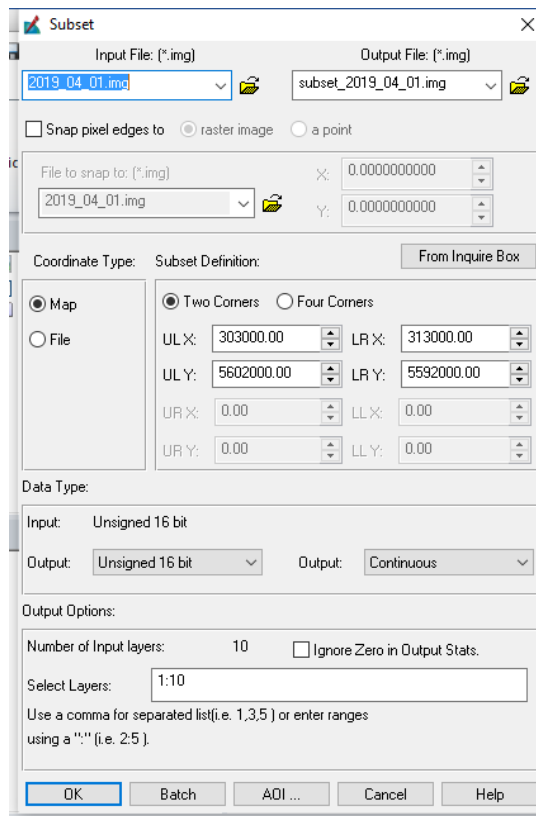 Subset
Input File: (*.img) Output File: (*.img)
2019_04_01.img subset_2019_04_01.img
Snap pixel edges to raster image a point
File to snap to: (*.img) X: 0.0000000000
2019_04_01.img Y: 0.0000000000
Coordinate Type: Subset Definition: From Inquire Box
Map Two Corners Four Corners
File UL X: 303000.00 LR X: 313000.00
UL Y: 5602000.00 LR Y: 5592000.00
UR X: 0.00 LL X: 0.00
UR Y: 0.00 LL Y: 0.00
Data Type:
Input: Unsigned 16 bit
Output: Unsigned 16 bit Output: Continuous
Output Options:
Number of Input layers: 10 Ignore Zero in Output Stats.
Select Layers: 1:10
Use a comma for separated list(i.e. 1,3,5 ) or enter ranges
using a ":" (i.e. 2:5 ).
OK Batch AOI ... Cancel Help